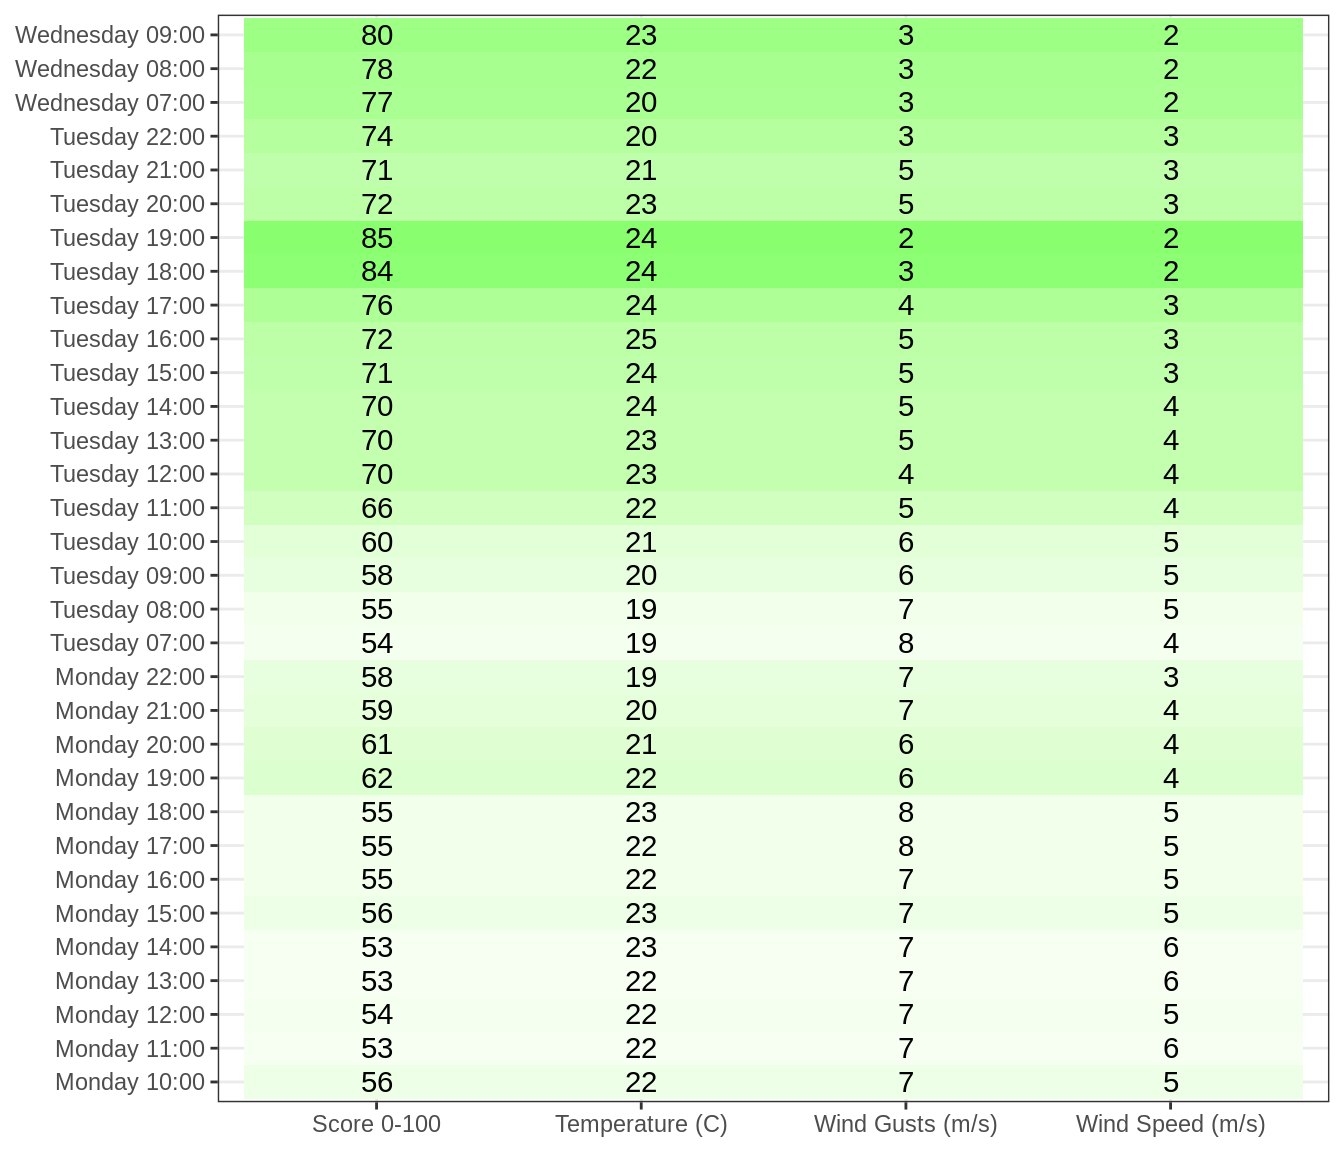 Wednesday 09:00 80 23 3 2
Wednesday 08:00 78 22 3 2
Wednesday 07:00 77 20 3 2
Tuesday 22:00 74 20 3 3
Tuesday 21:00 71 21 5 3
Tuesday 20:00 72 23 5 3
Tuesday 19:00 85 24 2 2
Tuesday 18:00 84 24 3 2
Tuesday 17:00 76 24 4 3
Tuesday 16:00 72 25 5 3
Tuesday 15:00 71 24 5 3
Tuesday 14:00 70 24 5 4
Tuesday 13:00 70 23 5 4
Tuesday 12:00 70 23 4 4
Tuesday 11:00 66 22 5 4
Tuesday 10:00 60 21 6 5
Tuesday 09:00 58 20 6 5
Tuesday 08:00 55 19 7 5
Tuesday 07:00 54 19 8 4
Monday 22:00 58 19 7 3
Monday 21:00 59 20 7 4
Monday 20:00 61 21 6 4
Monday 19:00 62 22 6 4
Monday 18:00 55 23 8 5
Monday 17:00 55 22 8 5
Monday 16:00 55 22 7 5
Monday 15:00 56 23 7 5
Monday 14:00 53 23 7 6
Monday 13:00 53 22 7 6
Monday 12:00 54 22 7 5
Monday 11:00 53 22 7 6
Monday 10:00 56 22 7 5
Score 0-100 Temperature (C) Wind Gusts (m/s) Wind Speed (m/s)